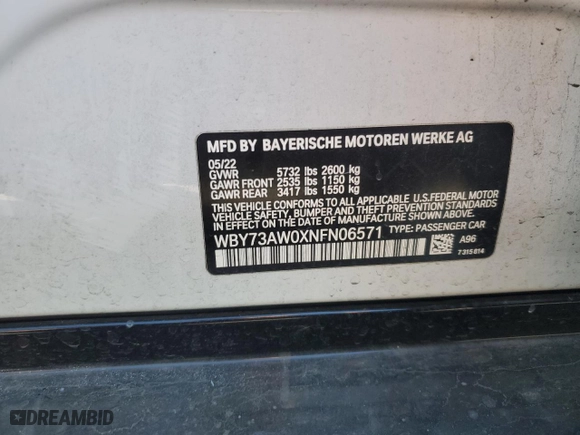 MFD BY BAYERISCHE MOTOREN WERKE AG
05/22
GVWR 5732 lbs 2600 kg
GAWR FRONT 2535 lbs 1150 kg
GAWR REAR 3417 lbs 1550 kg
THIS VEHICLE CONFORMS TO ALL APPLICABLE U.S.FEDERAL MOTOR
VEHICLE SAFETY, BUMPER, AND THEFT PREVENTION STANDARDS IN
EFFECT ON THE DATE OF MANUFACTURE SHOWN ABOVE.
WBY73AW0XNFN06571 TYPE: PASSENGER CAR
A96
7 315 814
DREAMBID